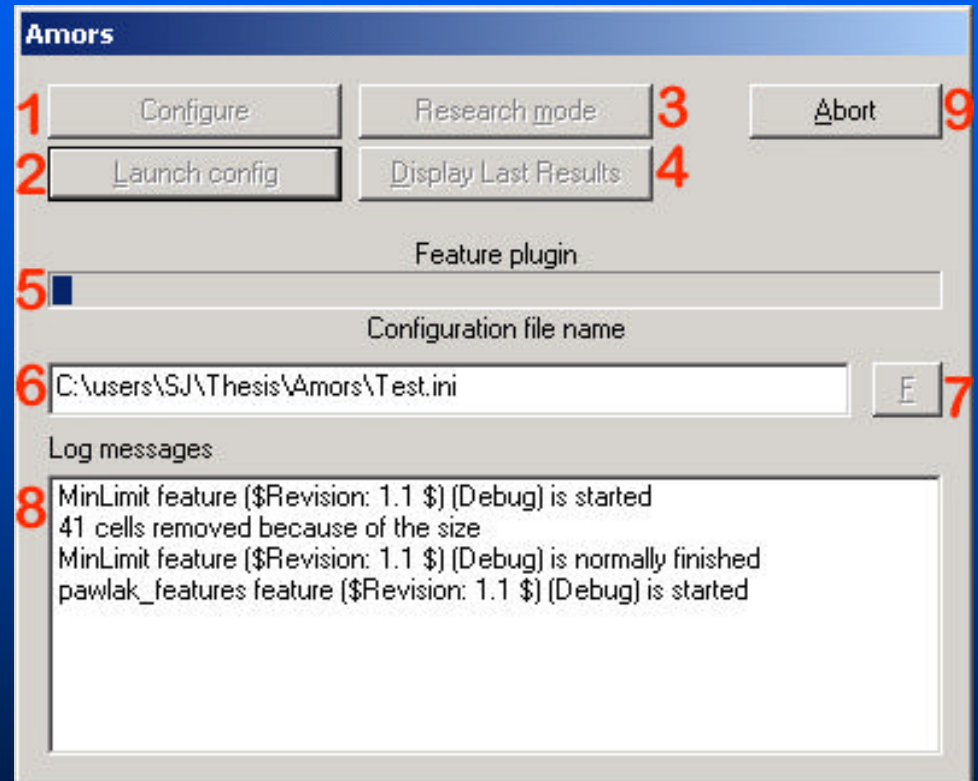 Amors
1 Configure Research mode 3 Abort 9
2 Launch config Display Last Results 4
Feature plugin
5
Configuration file name
6 C:\users\SJ\Thesis\Amors\Test.ini F 7
Log messages
8 MinLimit feature ($Revision: 1.1 $) (Debug) is started
41 cells removed because of the size
MinLimit feature ($Revision: 1.1 $) (Debug) is normally finished
pawlak_features feature ($Revision: 1.1 $) (Debug) is started